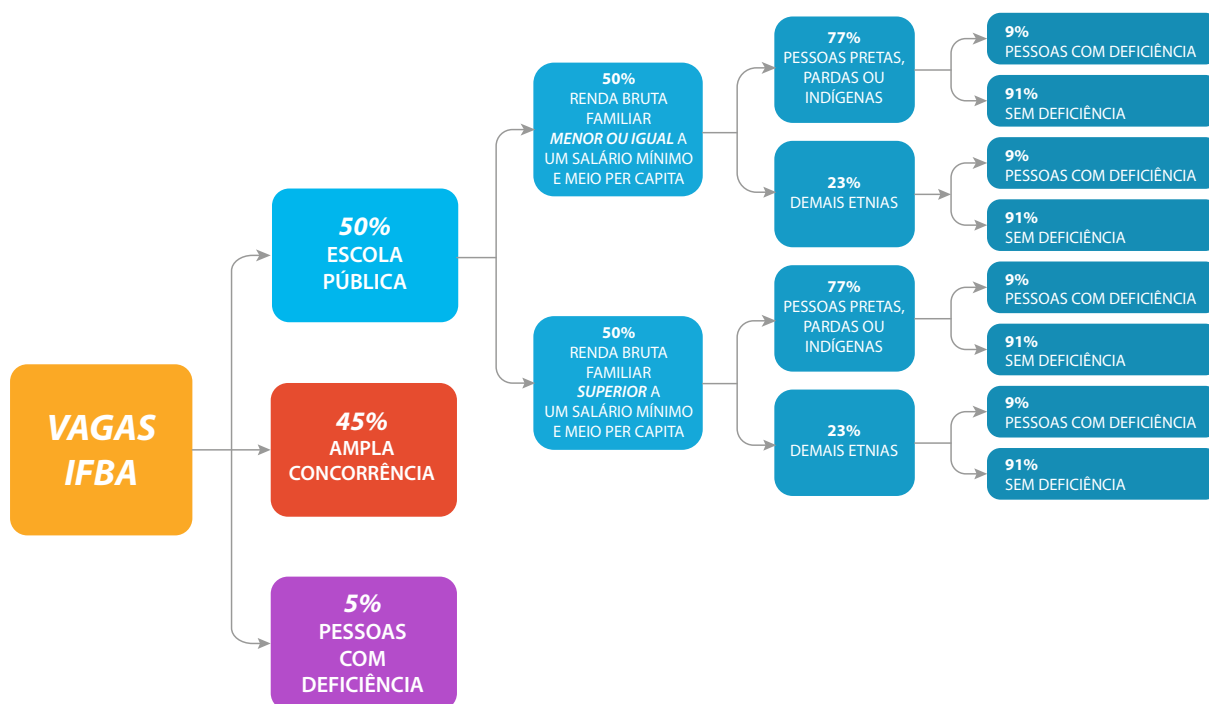 VAGAS
IFBA
50%
ESCOLA
PÚBLICA
45%
AMPLA
CONCORRÊNCIA
5%
PESSOAS
COM
DEFICIÊNCIA
50%
RENDA BRUTA
FAMILIAR
MENOR OU IGUAL A
UM SALÁRIO MÍNIMO
E MEIO PER CAPITA
50%
RENDA BRUTA
FAMILIAR
SUPERIOR A
UM SALÁRIO MÍNIMO
E MEIO PER CAPITA
77%
PESSOAS PRETAS,
PARDAS OU
INDÍGENAS
23%
DEMAIS ETNIAS
77%
PESSOAS PRETAS,
PARDAS OU
INDÍGENAS
23%
DEMAIS ETNIAS
9%
PESSOAS COM DEFICIÊNCIA
91%
SEM DEFICIÊNCIA
9%
PESSOAS COM DEFICIÊNCIA
91%
SEM DEFICIÊNCIA
9%
PESSOAS COM DEFICIÊNCIA
91%
SEM DEFICIÊNCIA
9%
PESSOAS COM DEFICIÊNCIA
91%
SEM DEFICIÊNCIA